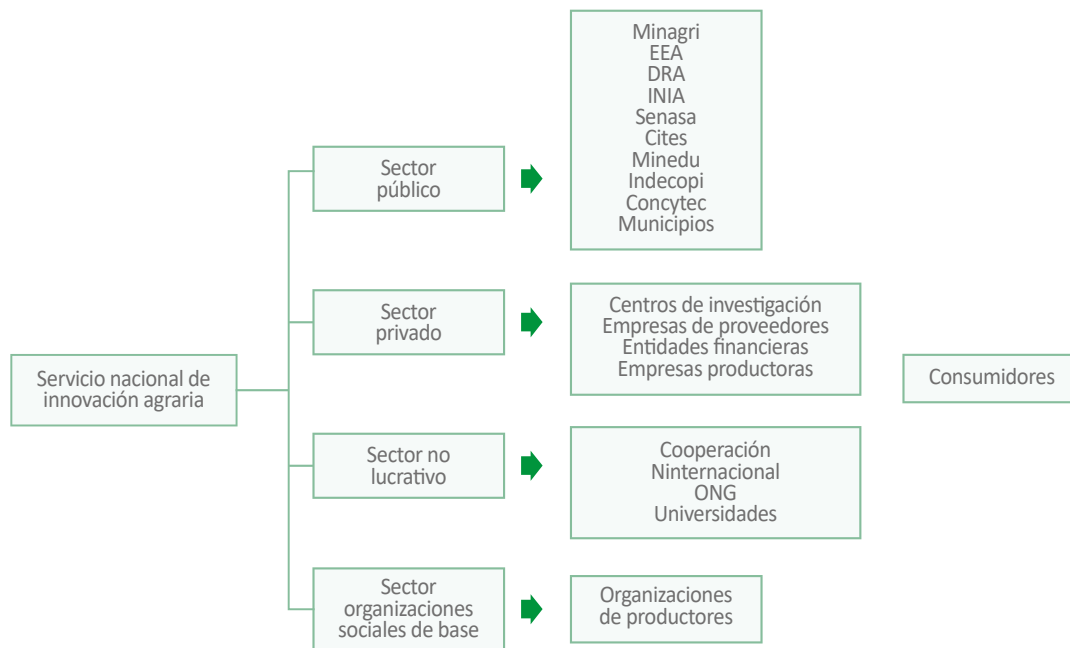 Servicio nacional de
innovación agraria
Sector
público
Minagri
EEA
DRA
INIA
Senasa
Cites
Minedu
Indecopi
Concytec
Municipios
Sector
privado
Centros de investigación
Empresas de proveedores
Entidades financieras
Empresas productoras
Sector no
lucrativo
Cooperación
Ninternacional
ONG
Universidades
Sector
organizaciones
sociales de base
Organizaciones
de productores
Consumidores